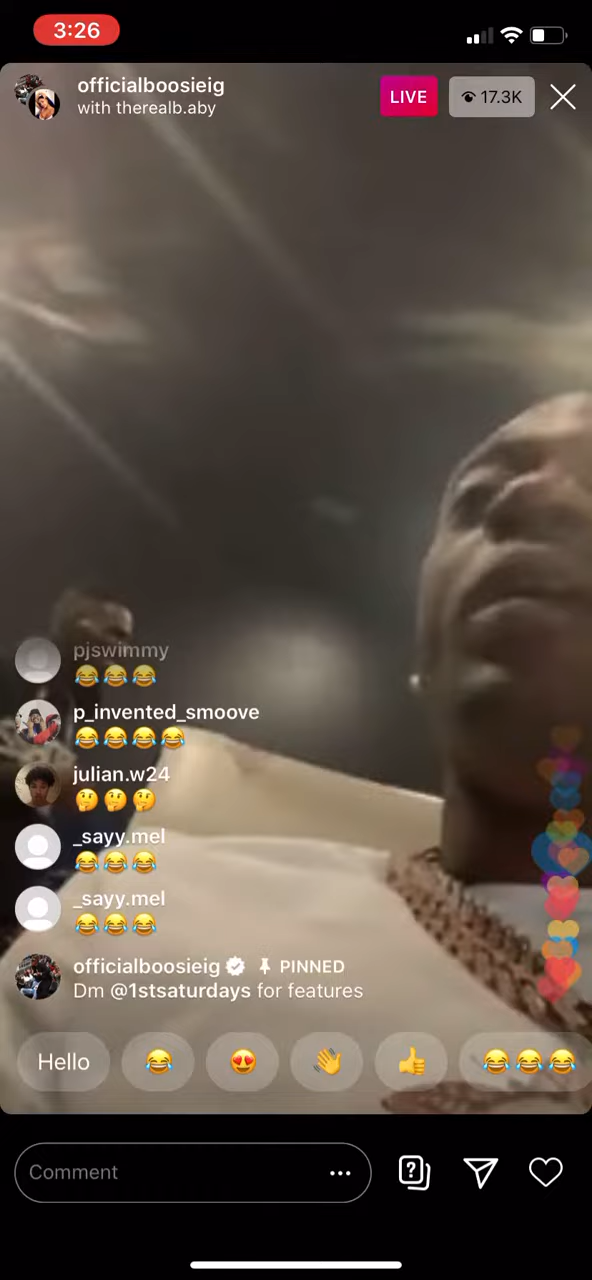 3:26
officialboosieig
with therealb.aby
LIVE
17.3K
pjswimmy
😂😂😂
p_invented_smoove
😂😂😂😂
julian.w24
🤔🤔🤔
_sayy.mel
😂😂😂
_sayy.mel
😂😂😂
officialboosieig PINNED
Dm @1stsaturdays for features
Hello 😂 😍 👋 👍 😂😂😂
Comment ...